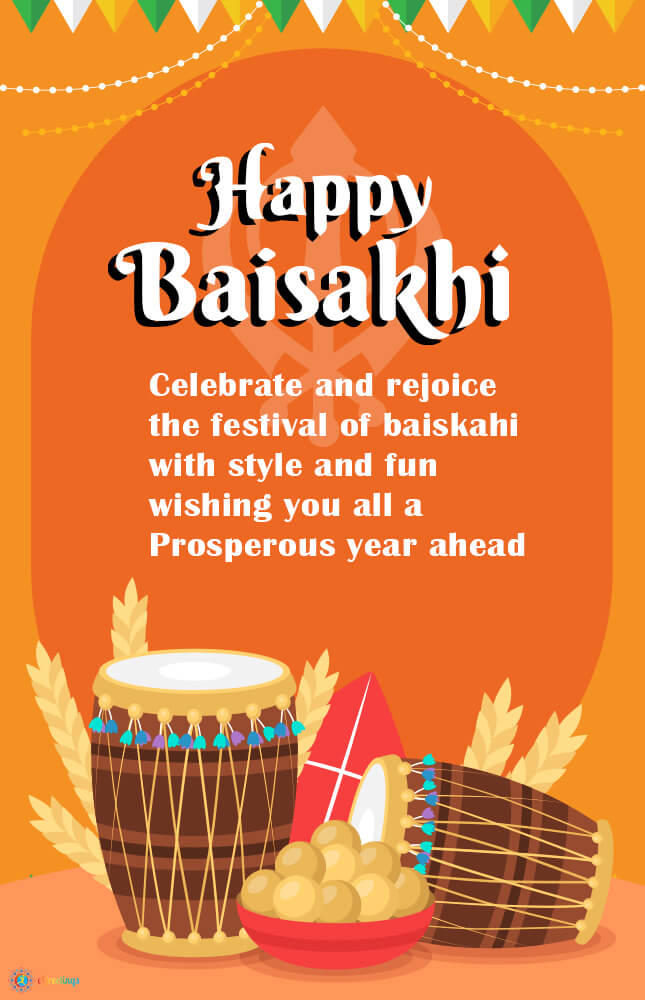 Happy
Baisakhi
Celebrate and rejoice
the festival of baiskahi
with style and fun
wishing you all a
Prosperous year ahead